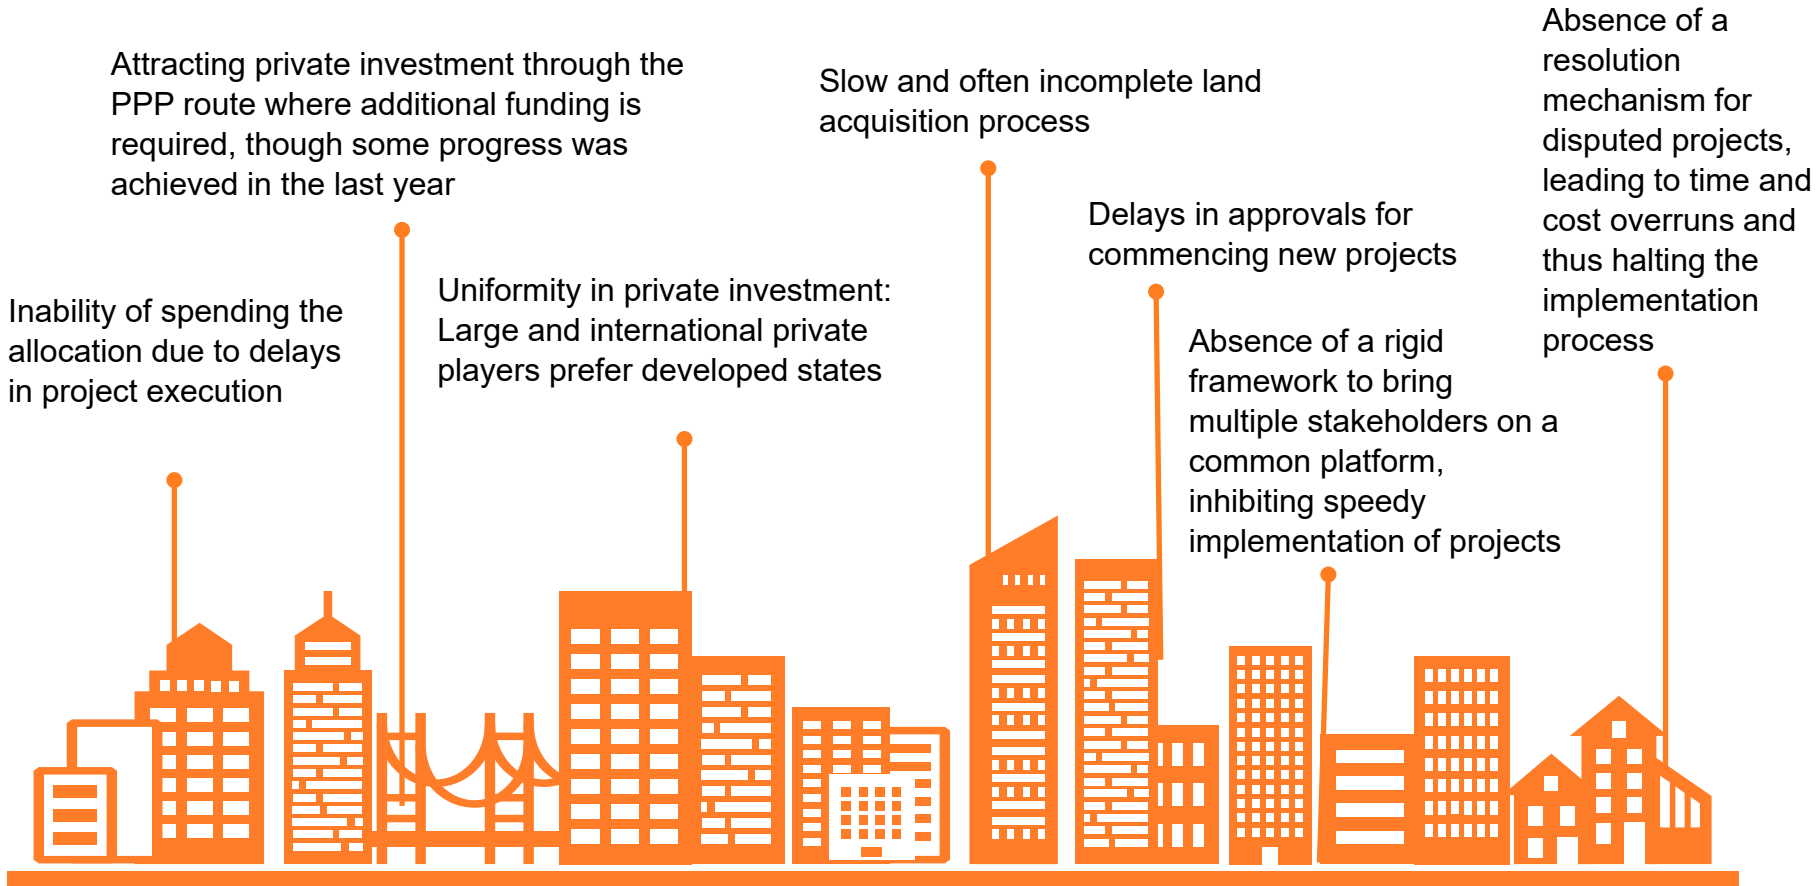 Attracting private investment through the
PPP route where additional funding is
required, though some progress was
achieved in the last year
Inability of spending the
allocation due to delays
in project execution
Uniformity in private investment:
Large and international private
players prefer developed states
Slow and often incomplete land
acquisition process
Delays in approvals for
commencing new projects
Absence of a rigid
framework to bring
multiple stakeholders on a
common platform,
inhibiting speedy
implementation of projects
Absence of a
resolution
mechanism for
disputed projects,
leading to time and
cost overruns and
thus halting the
implementation
process